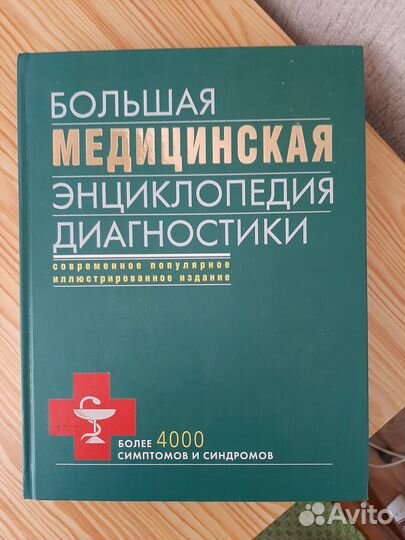 БОЛЬШАЯ
МЕДИЦИНСКАЯ
ЭНЦИКЛОПЕДИЯ
ДИАГНОСТИКИ
современное популярное
иллюстрированное издание
БОЛЕЕ 4000
СИМПТОМОВ И СИНДРОМОВ
Avito